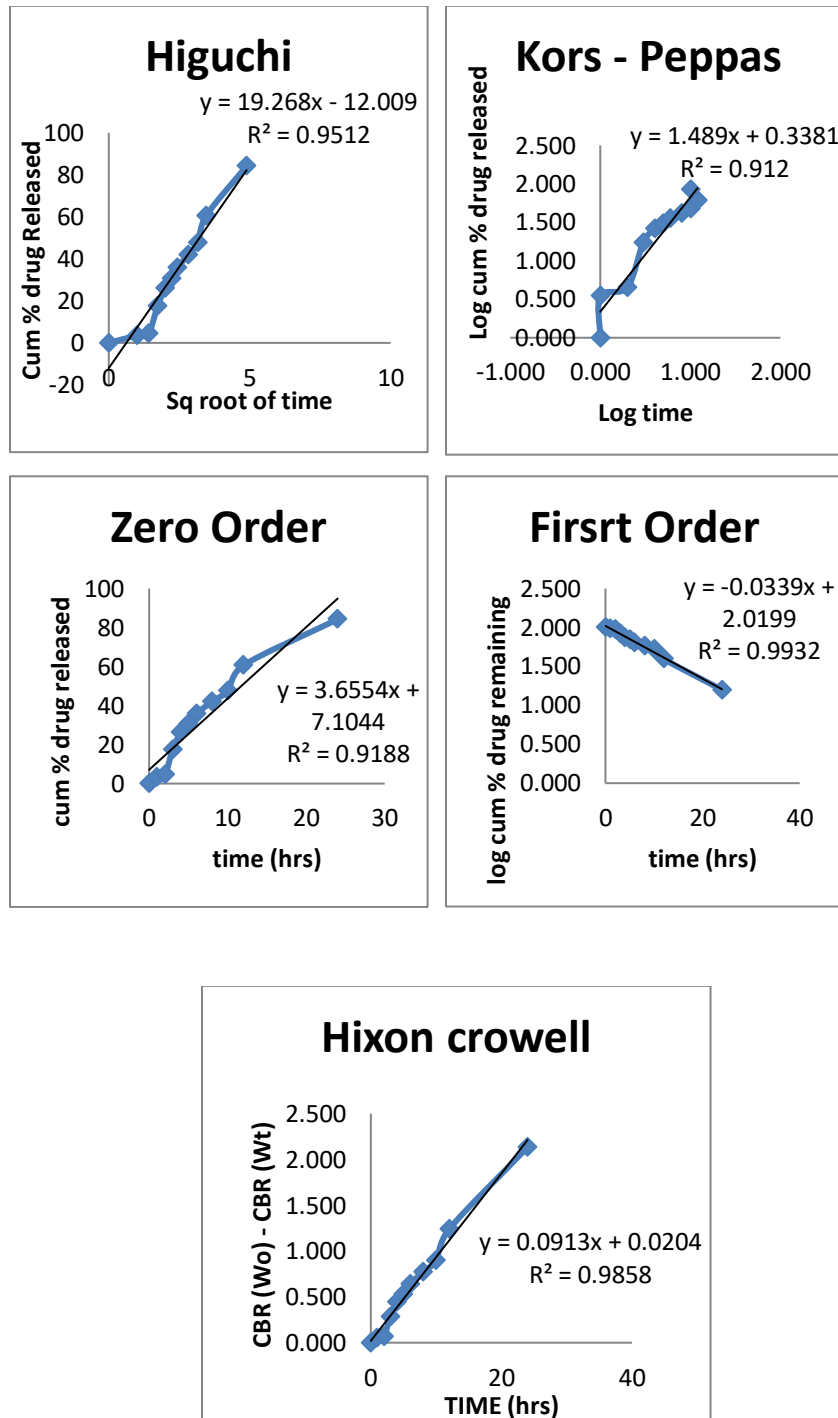 Higuchi
y = 19.268x - 12.009
R² = 0.9512
Cum % drug Released
100
80
60
40
20
0
-20
0
5
10
Sq root of time
Kors - Peppas
y = 1.489x + 0.3381
R² = 0.912
Log cum % drug released
2.500
2.000
1.500
1.000
0.500
0.000
-1.000
0.000
1.000
2.000
Log time
Zero Order
y = 3.6554x +
7.1044
R² = 0.9188
cum % drug released
100
80
60
40
20
0
0
10
20
30
time (hrs)
Firsrt Order
y = -0.0339x +
2.0199
R² = 0.9932
log cum % drug remaining
2.500
2.000
1.500
1.000
0.500
0.000
0
20
40
time (hrs)
Hixon crowell
y = 0.0913x + 0.0204
R² = 0.9858
CBR (Wo) - CBR (Wt)
2.500
2.000
1.500
1.000
0.500
0.000
0
20
40
TIME (hrs)